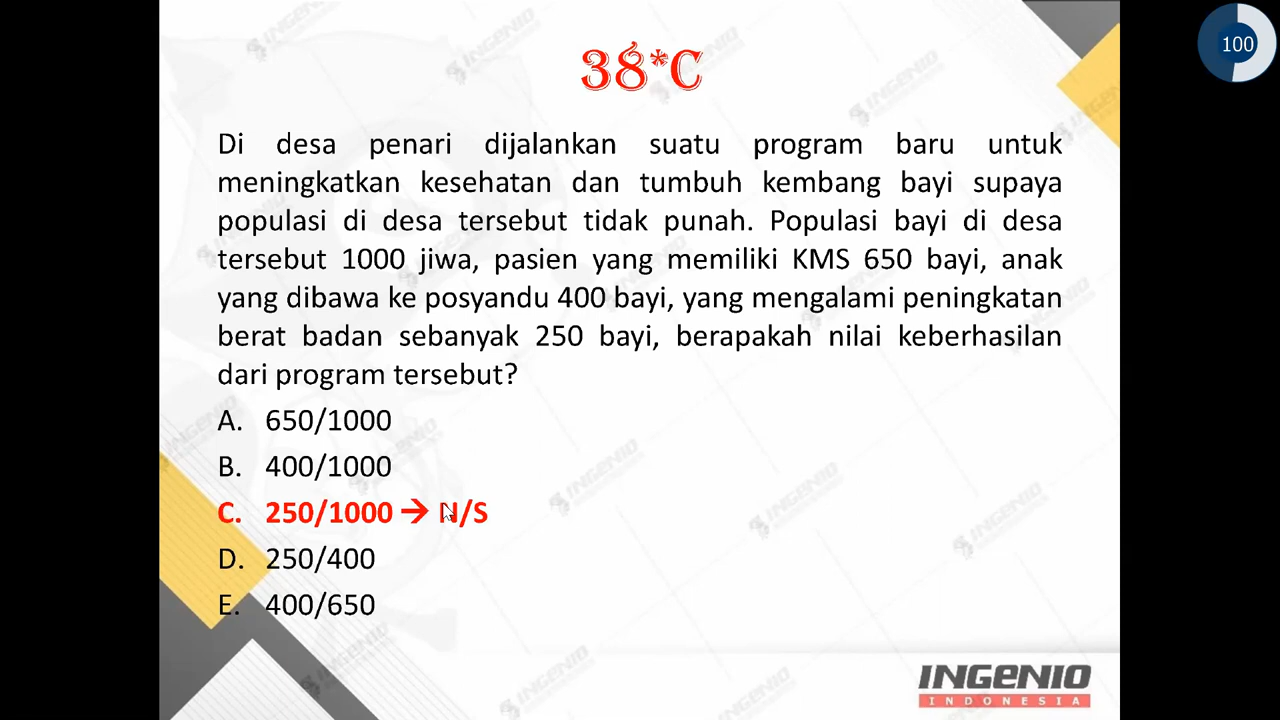 100
38*C
Di desa penari dijalankan suatu program baru untuk
meningkatkan kesehatan dan tumbuh kembang bayi supaya
populasi di desa tersebut tidak punah. Populasi bayi di desa
tersebut 1000 jiwa, pasien yang memiliki KMS 650 bayi, anak
yang dibawa ke posyandu 400 bayi, yang mengalami peningkatan
berat badan sebanyak 250 bayi, berapakah nilai keberhasilan
dari program tersebut?
A. 650/1000
B. 400/1000
C. 250/1000 → N/S
D. 250/400
E. 400/650
INGENIO
INDONESIA